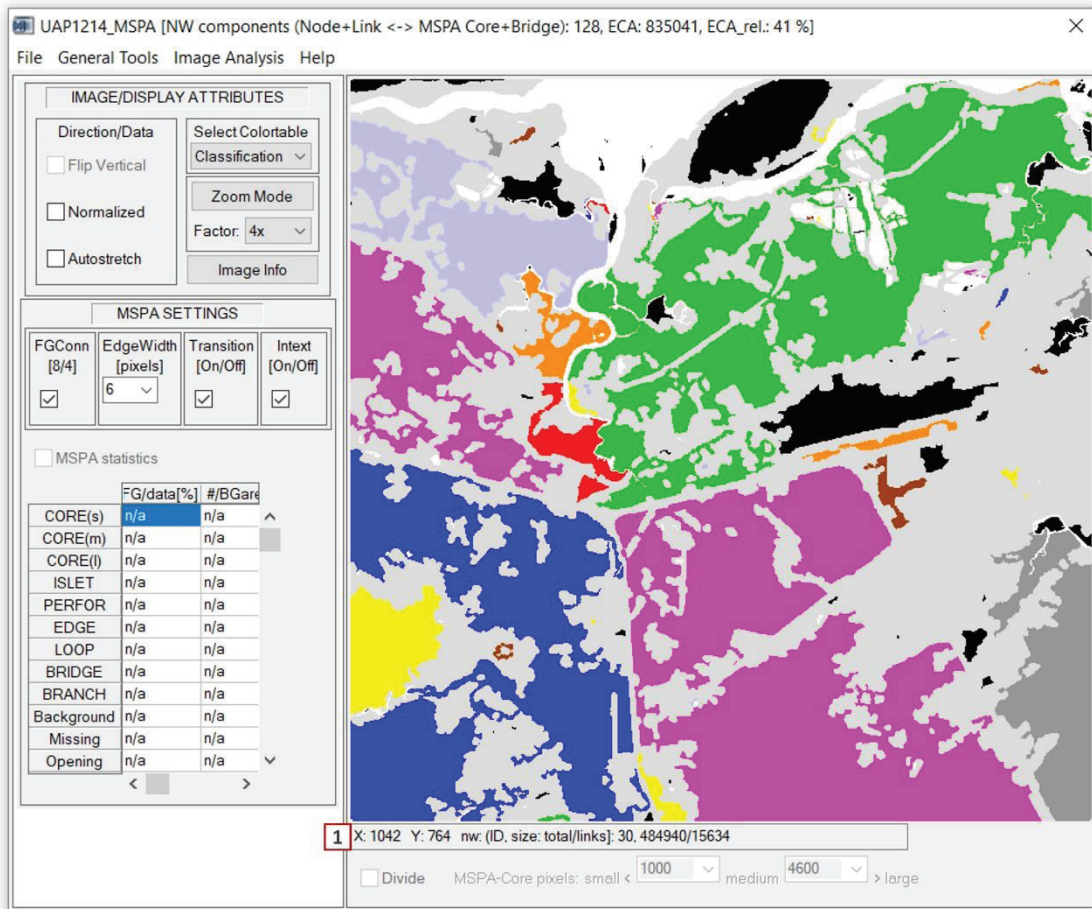 UAP1214_MSPA [NW components (Node+Link <-> MSPA Core+Bridge): 128, ECA: 835041, ECA_rel.: 41 %]
File General Tools Image Analysis Help
IMAGE/DISPLAY ATTRIBUTES
Direction/Data
Flip Vertical
Normalized
Autostretch
Select Colortable
Classification
Zoom Mode
Factor: 4x
Image Info
MSPA SETTINGS
FGConn
[8/4]
EdgeWidth
[pixels]
6
Transition
[On/Off]
Intext
[On/Off]
MSPA statistics
FG/data[%] #/BGare
CORE(s) n/a n/a
CORE(m) n/a n/a
CORE(l) n/a n/a
ISLET n/a n/a
PERFOR n/a n/a
EDGE n/a n/a
LOOP n/a n/a
BRIDGE n/a n/a
BRANCH n/a n/a
Background n/a n/a
Missing n/a n/a
Opening n/a n/a
1 X: 1042 Y: 764 nw: (ID, size: total/links]: 30, 484940/15634
Divide MSPA-Core pixels: small < 1000 medium 4600 > large